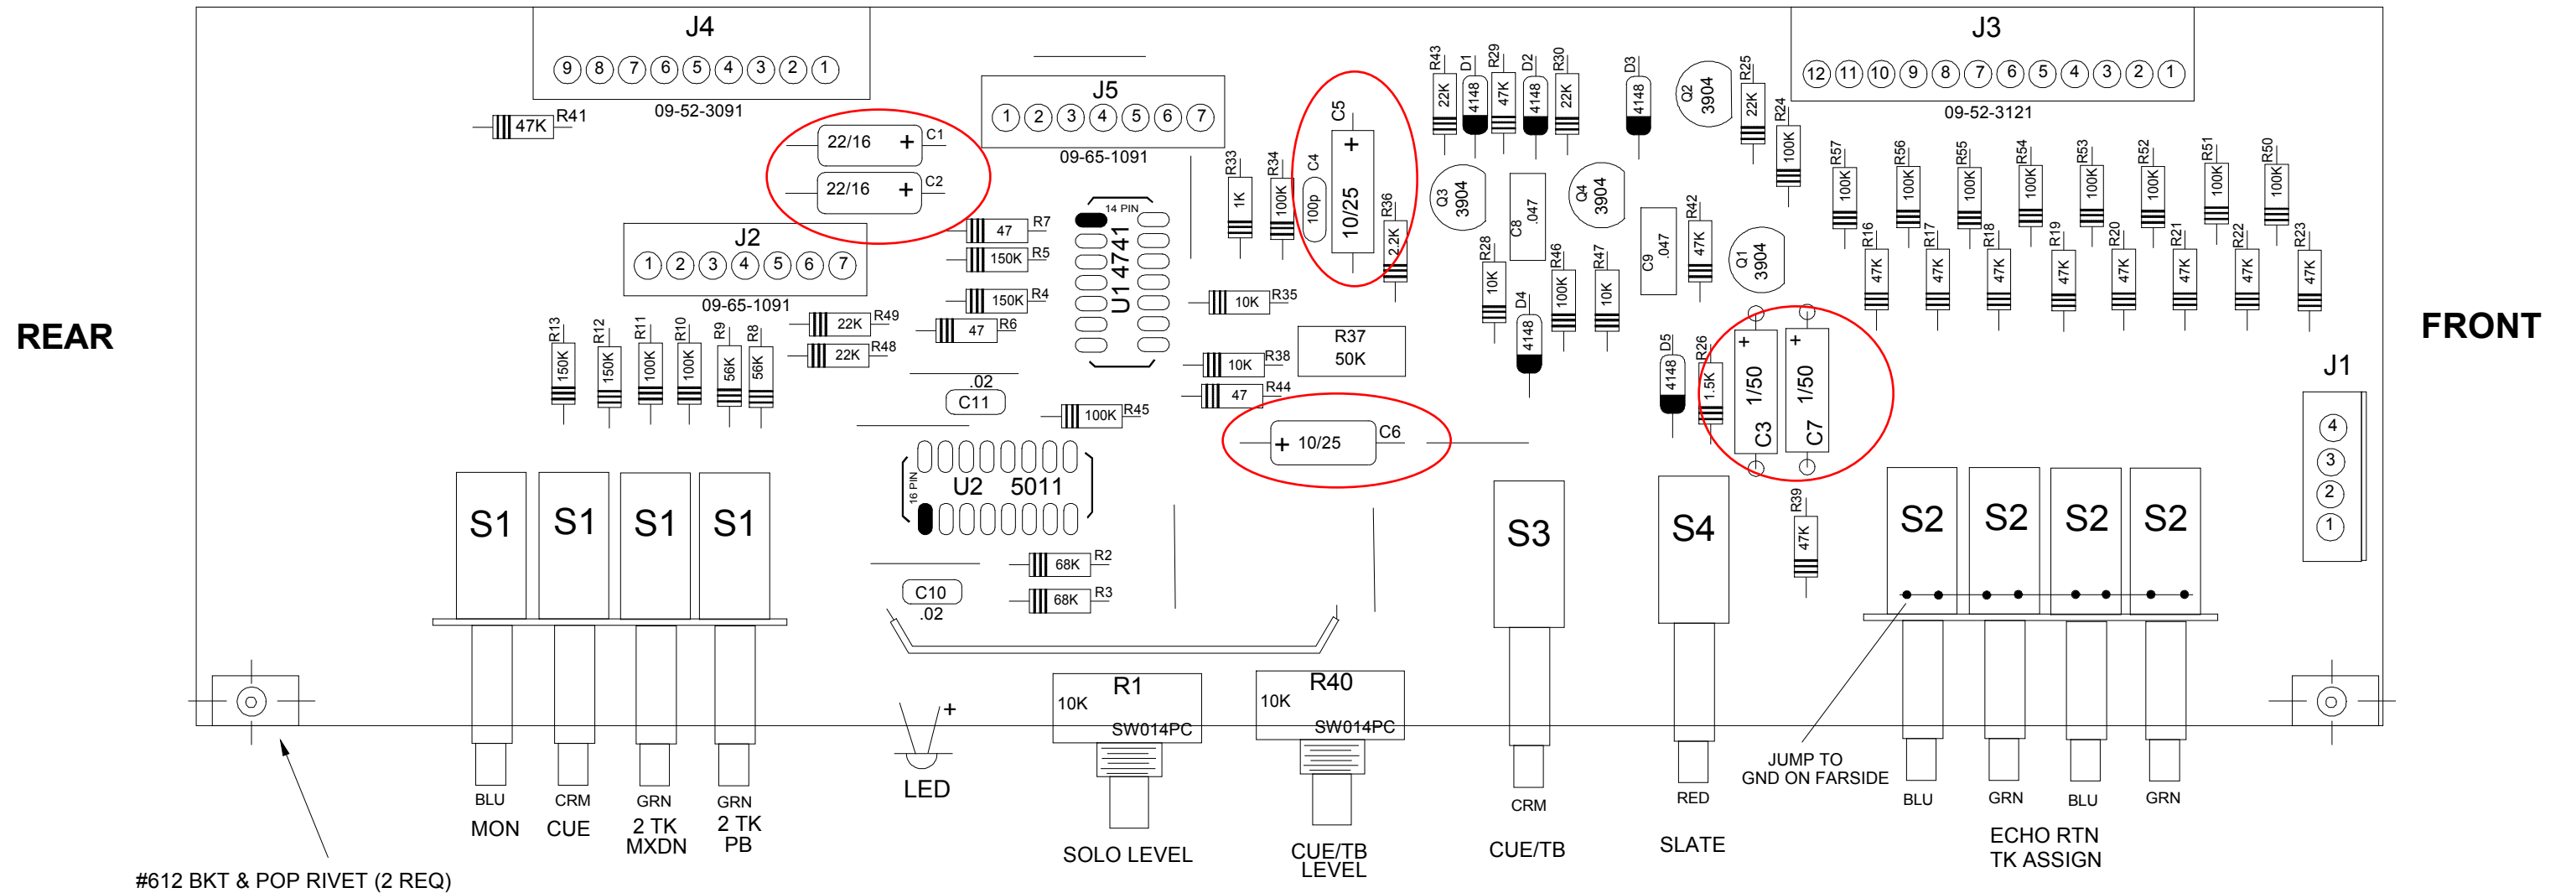 J4
9 8 7 6 5 4 3 2 1
09-52-3091
R41
47K
22/16 + C1
22/16 + C2
J5
1 2 3 4 5 6 7
09-65-1091
J2
1 2 3 4 5 6 7
09-65-1091
14 PIN
U1 4741
R7
47
R5
150K
R4
150K
R6
47
R49
22K
R48
22K
R13
150K
R12
150K
R11
100K
R10
100K
R9
56K
R8
56K
.02
C11
R45
100K
16 PIN
U2 5011
R2
68K
R3
68K
C10
.02
R33
1K
R34
100K
C4
100p
C5
+
10/25
R36
2.2K
R35
10K
R37
50K
R38
10K
R44
47
+ 10/25 C6
R43
22K
D1
4148
R29
47K
D2
4148
R30
22K
D3
4148
Q2
3904
R25
22K
R24
100K
Q3
3904
C8
.047
Q4
3904
C9
.047
R42
47K
Q1
3904
R28
10K
D4
4148
R46
100K
R47
10K
D5
4148
R26
1.5K
+
1/50
C3
+
1/50
C7
R39
47K
J3
12 11 10 9 8 7 6 5 4 3 2 1
09-52-3121
R57
100K
R56
100K
R55
100K
R54
100K
R53
100K
R52
100K
R51
100K
R50
100K
R16
47K
R17
47K
R18
47K
R19
47K
R20
47K
R21
47K
R22
47K
R23
47K
REAR
FRONT
J1
4
3
2
1
S1 S1 S1 S1
S3
S4
S2 S2 S2 S2
R1
10K
SW014PC
R40
10K
SW014PC
+
LED
JUMP TO
GND ON FARSIDE
BLU
MON
CRM
CUE
GRN
2 TK
MXDN
GRN
2 TK
PB
SOLO LEVEL
CUE/TB
LEVEL
CRM
CUE/TB
RED
SLATE
BLU GRN BLU GRN
ECHO RTN
TK ASSIGN
#612 BKT & POP RIVET (2 REQ)